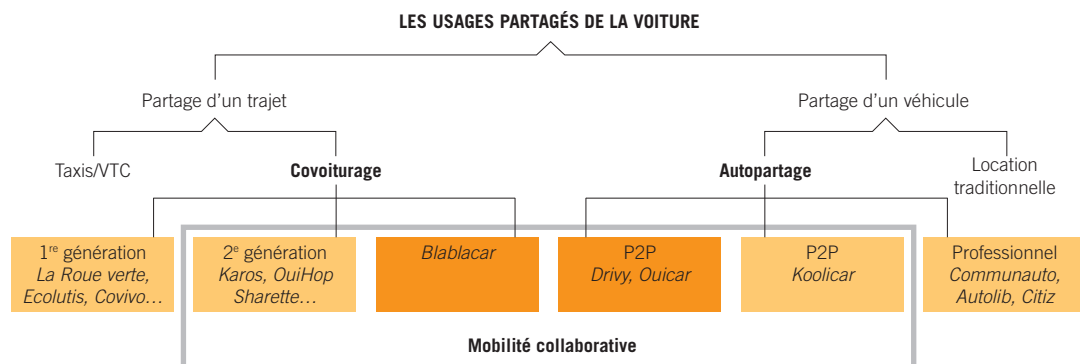 LES USAGES PARTAGÉS DE LA VOITURE
Partage d'un trajet
Partage d'un véhicule
Taxis/VTC
Covoiturage
Autopartage
Location
traditionnelle
1re génération
La Roue verte,
Ecolutis, Covivo…
2e génération
Karos, OuiHop
Sharette…
Blablacar
P2P
Drivy, Ouicar
P2P
Koolicar
Professionnel
Communauto,
Autolib, Citiz
Mobilité collaborative